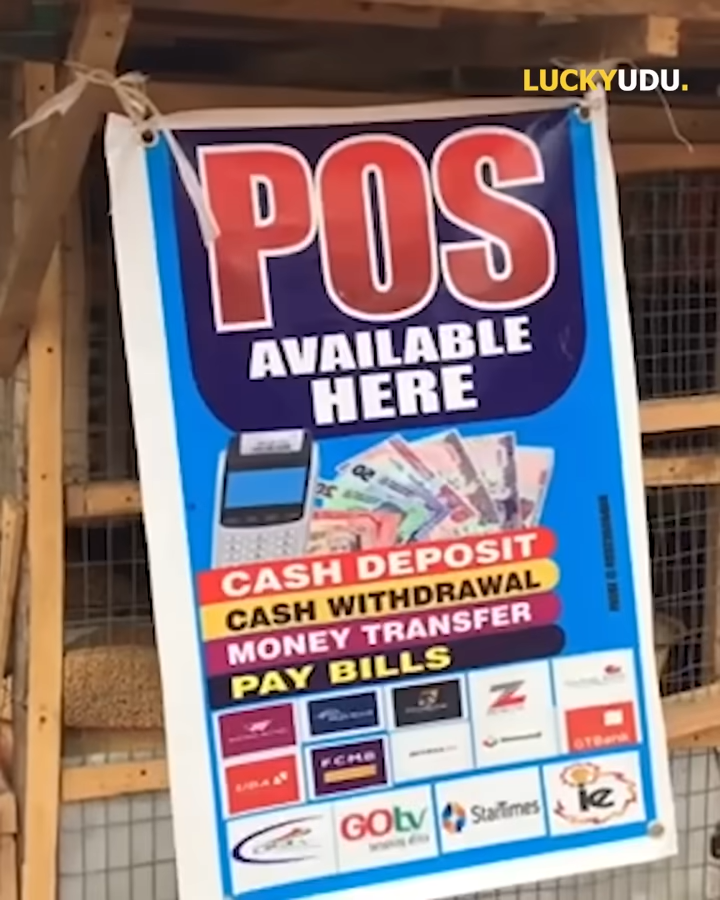 LUCKYUDU.
POS
AVAILABLE
HERE
CASH DEPOSIT
CASH WITHDRAWAL
MONEY TRANSFER
PAY BILLS
Z
UBA
FCMB
GTBank
GOtv
StarTimes
ie